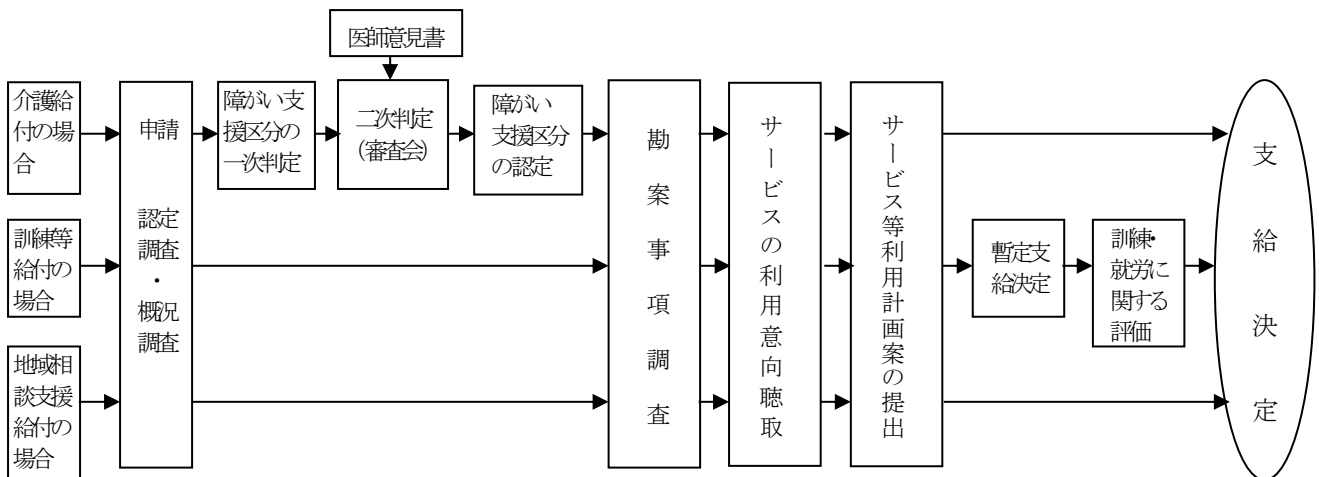 医師意見書
介護給
付の場
合
申請
認定
調査
・
概況
調査
障がい支
援区分の
一次判定
二次判定
(審査会)
障がい
支援区分
の認定
勘案事項調査
サービスの利用意向聴取
サービス等利用計画案の提出
支給決定
訓練等
給付の
場合
暫定支
給決定
訓練・
就労に
関する
評価
地域相
談支援
給付の
場合